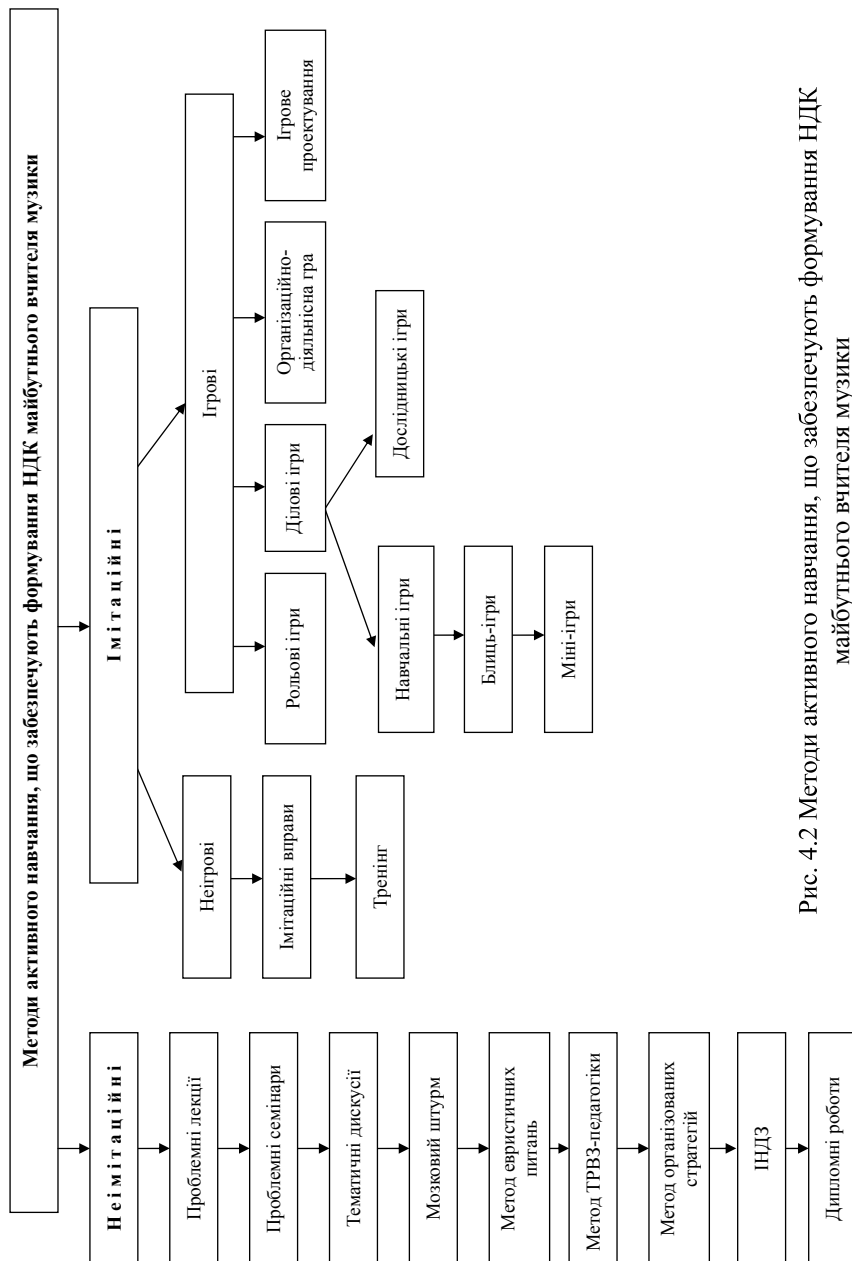 Методи активного навчання, що забезпечують формування НДК майбутнього вчителя музики
Неімітаційні
Проблемні лекції
Проблемні семінари
Тематичні дискусії
Мозковий штурм
Метод евристичних
питань
Метод ТРВЗ-педагогіки
Метод організованих
стратегій
ІНДЗ
Дипломні роботи
Імітаційні
Неігрові
Імітаційні вправи
Тренінг
Ігрові
Рольові ігри
Ділові ігри
Організаційно-
діяльнісна гра
Ігрове
проектування
Навчальні ігри
Блиць-ігри
Міні-ігри
Дослідницькі ігри
Рис. 4.2 Методи активного навчання, що забезпечують формування НДК
майбутнього вчителя музики